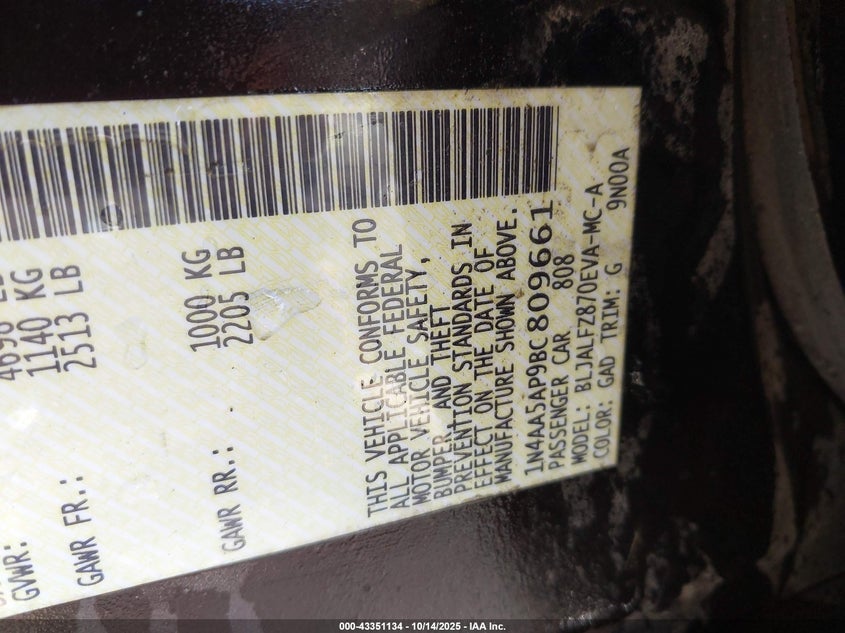 GVWR:
GAWR FR.: 1140 KG
2513 LB
GAWR RR.: 1000 KG
2205 LB
THIS VEHICLE CONFORMS TO
ALL APPLICABLE FEDERAL
MOTOR VEHICLE SAFETY,
BUMPER, AND THEFT
PREVENTION STANDARDS IN
EFFECT ON THE DATE OF
MANUFACTURE SHOWN ABOVE.
1N4AA5AP9BC809661
PASSENGER CAR 808
MODEL: BLJALFZ870EVA-MC-A
COLOR: GAD TRIM: G 9N00A
000-43351134 - 10/14/2025 - IAA Inc.